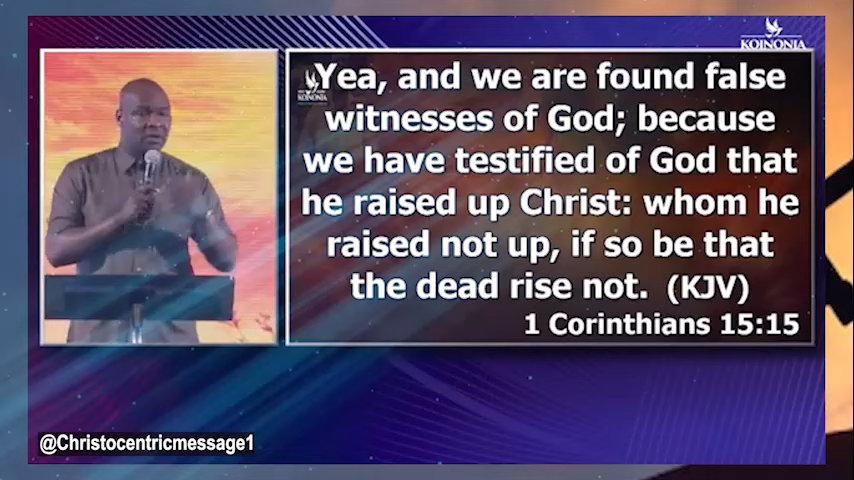 KOINONIA
KOINONIA
Yea, and we are found false
witnesses of God; because
we have testified of God that
he raised up Christ: whom he
raised not up, if so be that
the dead rise not. (KJV)
1 Corinthians 15:15
@Christocentricmessage1